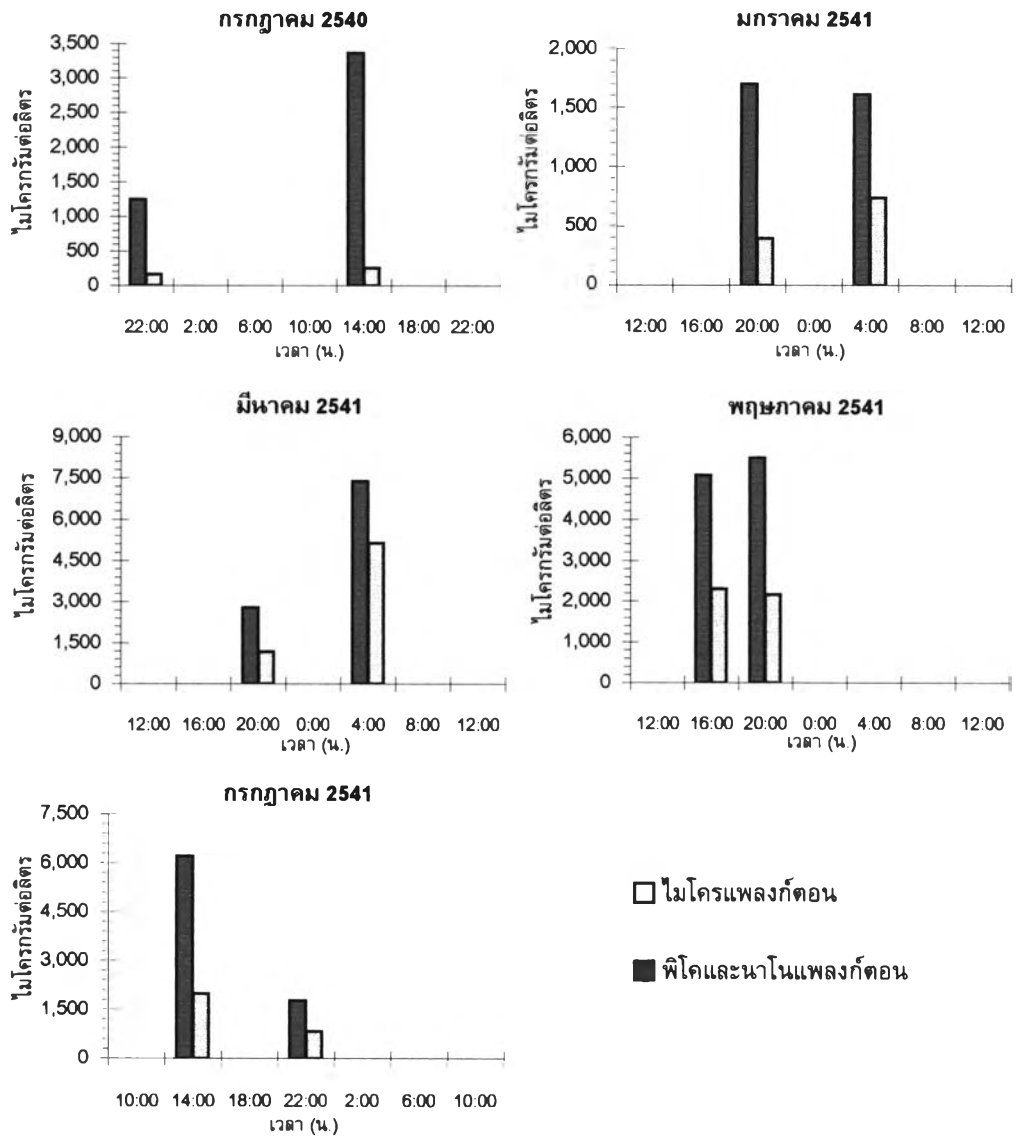 กรกฎาคม 2540
ไมโครกรัมต่อลิตร
3,500
3,000
2,500
2,000
1,500
1,000
500
0
22:00 2:00 6:00 10:00 14:00 18:00 22:00
เวลา (น.)
มกราคม 2541
ไมโครกรัมต่อลิตร
2,000
1,500
1,000
500
0
12:00 16:00 20:00 0:00 4:00 8:00 12:00
เวลา (น.)
มีนาคม 2541
ไมโครกรัมต่อลิตร
9,000
7,500
6,000
4,500
3,000
1,500
0
12:00 16:00 20:00 0:00 4:00 8:00 12:00
เวลา (น.)
พฤษภาคม 2541
ไมโครกรัมต่อลิตร
6,000
5,000
4,000
3,000
2,000
1,000
0
12:00 16:00 20:00 0:00 4:00 8:00 12:00
เวลา (น.)
กรกฎาคม 2541
ไมโครกรัมต่อลิตร
7,500
6,000
4,500
3,000
1,500
0
10:00 14:00 18:00 22:00 2:00 6:00 10:00
เวลา (น.)
ไมโครแพลงก์ตอน
พิโคและนาโนแพลงก์ตอน